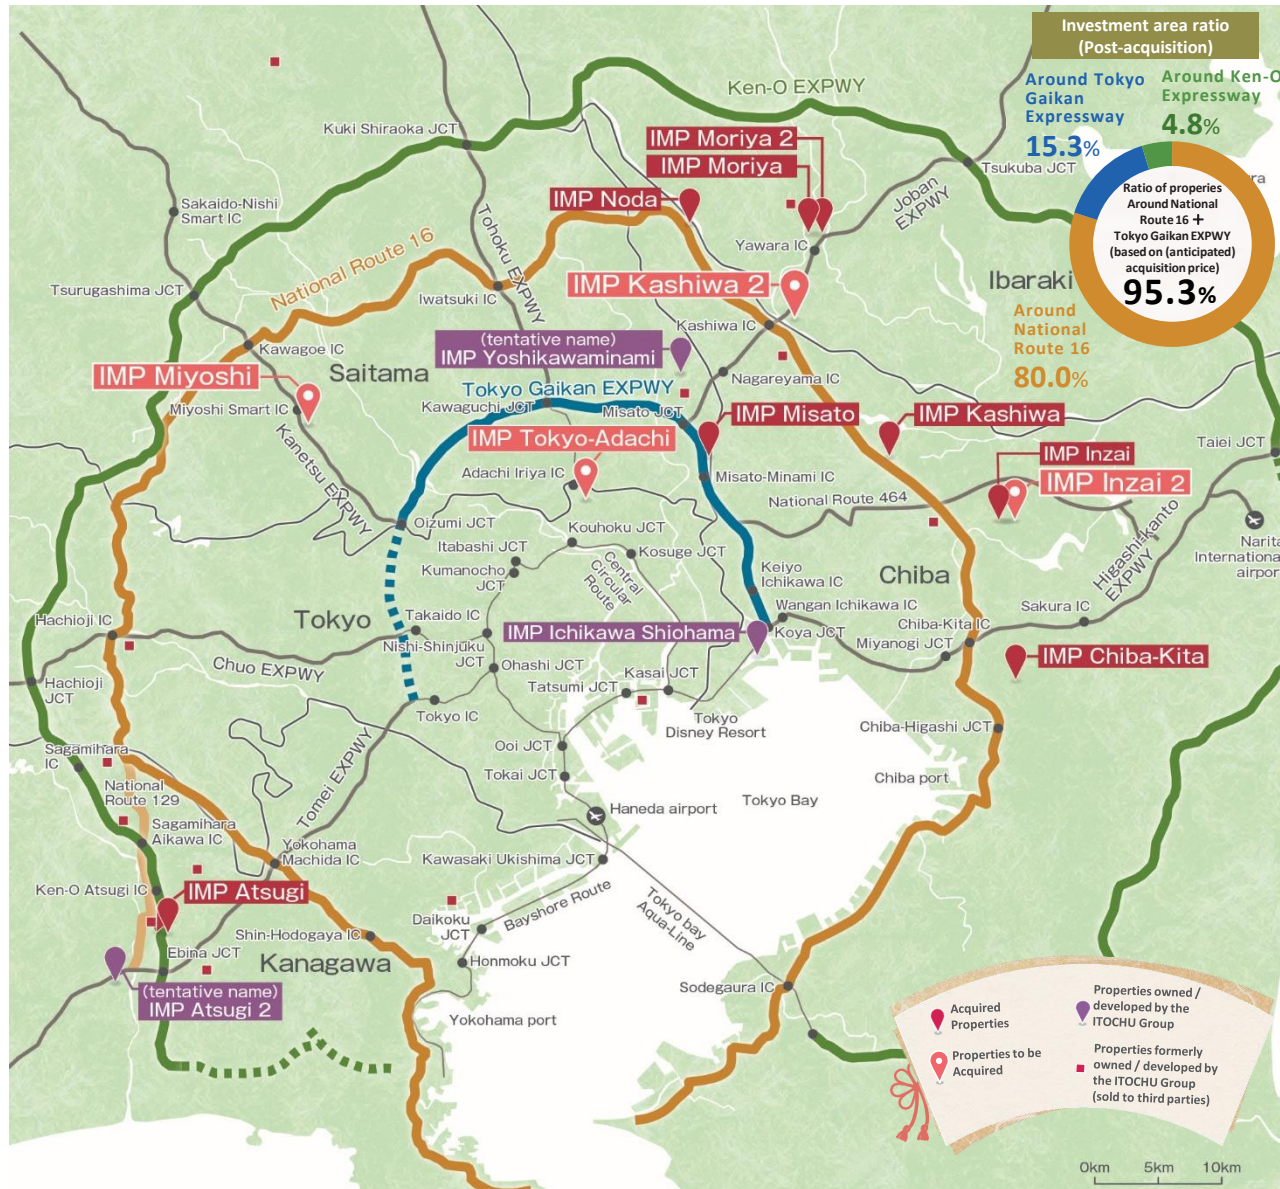 Investment area ratio
(Post-acquisition)
Around Tokyo
Gaikan
Expressway
15.3%
Around Ken-O
Expressway
4.8%
Ratio of properies
Around National
Route 16 +
Tokyo Gaikan EXPWY
(based on (anticipated)
acquisition price)
95.3%
Around
National
Route 16
80.0%
Ken-O EXPWY
Kuki Shiraoka JCT
IMP Moriya 2
IMP Moriya
Tsukuba JCT
Sakaido-Nishi
Smart IC
IMP Noda
Joban
EXPWY
Tohoku EXPWY
National Route 16
Yawara IC
Ibaraki
Tsurugashima JCT
Iwatsuki IC
IMP Kashiwa 2
Kashiwa IC
(tentative name)
IMP Yoshikawaminami
Kawagoe IC
IMP Miyoshi
Saitama
Nagareyama IC
Tokyo Gaikan EXPWY
Miyoshi Smart IC
Kawaguchi JCT
Misato JCT
IMP Misato
IMP Kashiwa
Kanetsu EXPWY
IMP Tokyo-Adachi
Taiei JCT
IMP Inzai
Adachi Iriya IC
Misato-Minami IC
IMP Inzai 2
National Route 464
Oizumi JCT
Kouhoku JCT
Itabashi JCT
Kosuge JCT
Narita
International
airport
Higashi-kanto
EXPWY
Kumanocho
JCT
Central
Circular
Route
Keiyo
Ichikawa IC
Chiba
Tokyo
Takaido IC
Wangan Ichikawa IC
Sakura IC
Hachioji IC
IMP Ichikawa Shiohama
Koya JCT
Chiba-Kita IC
Miyanogi JCT
Nishi-Shinjuku
JCT
IMP Chiba-Kita
Chuo EXPWY
Ohashi JCT
Kasai JCT
Hachioji
JCT
Tatsumi JCT
Tokyo IC
Tokyo
Disney Resort
Chiba-Higashi JCT
Sagamihara
IC
Ooi JCT
Tomei EXPWY
Tokai JCT
Chiba port
National
Route 129
Haneda airport
Tokyo Bay
Sagamihara
Aikawa IC
Yokohama
Machida IC
Kawasaki Ukishima JCT
Ken-O Atsugi IC
IMP Atsugi
Bayshore Route
Tokyo bay
Aqua-Line
Daikoku
JCT
Shin-Hodogaya IC
Ebina JCT
Kanagawa
Honmoku JCT
(tentative name)
IMP Atsugi 2
Sodegaura IC
Yokohama port
Acquired
Properties
Properties owned /
developed by the
ITOCHU Group
Properties to be
Acquired
Properties formerly
owned / developed by
the ITOCHU Group
(sold to third parties)
0km
5km
10km